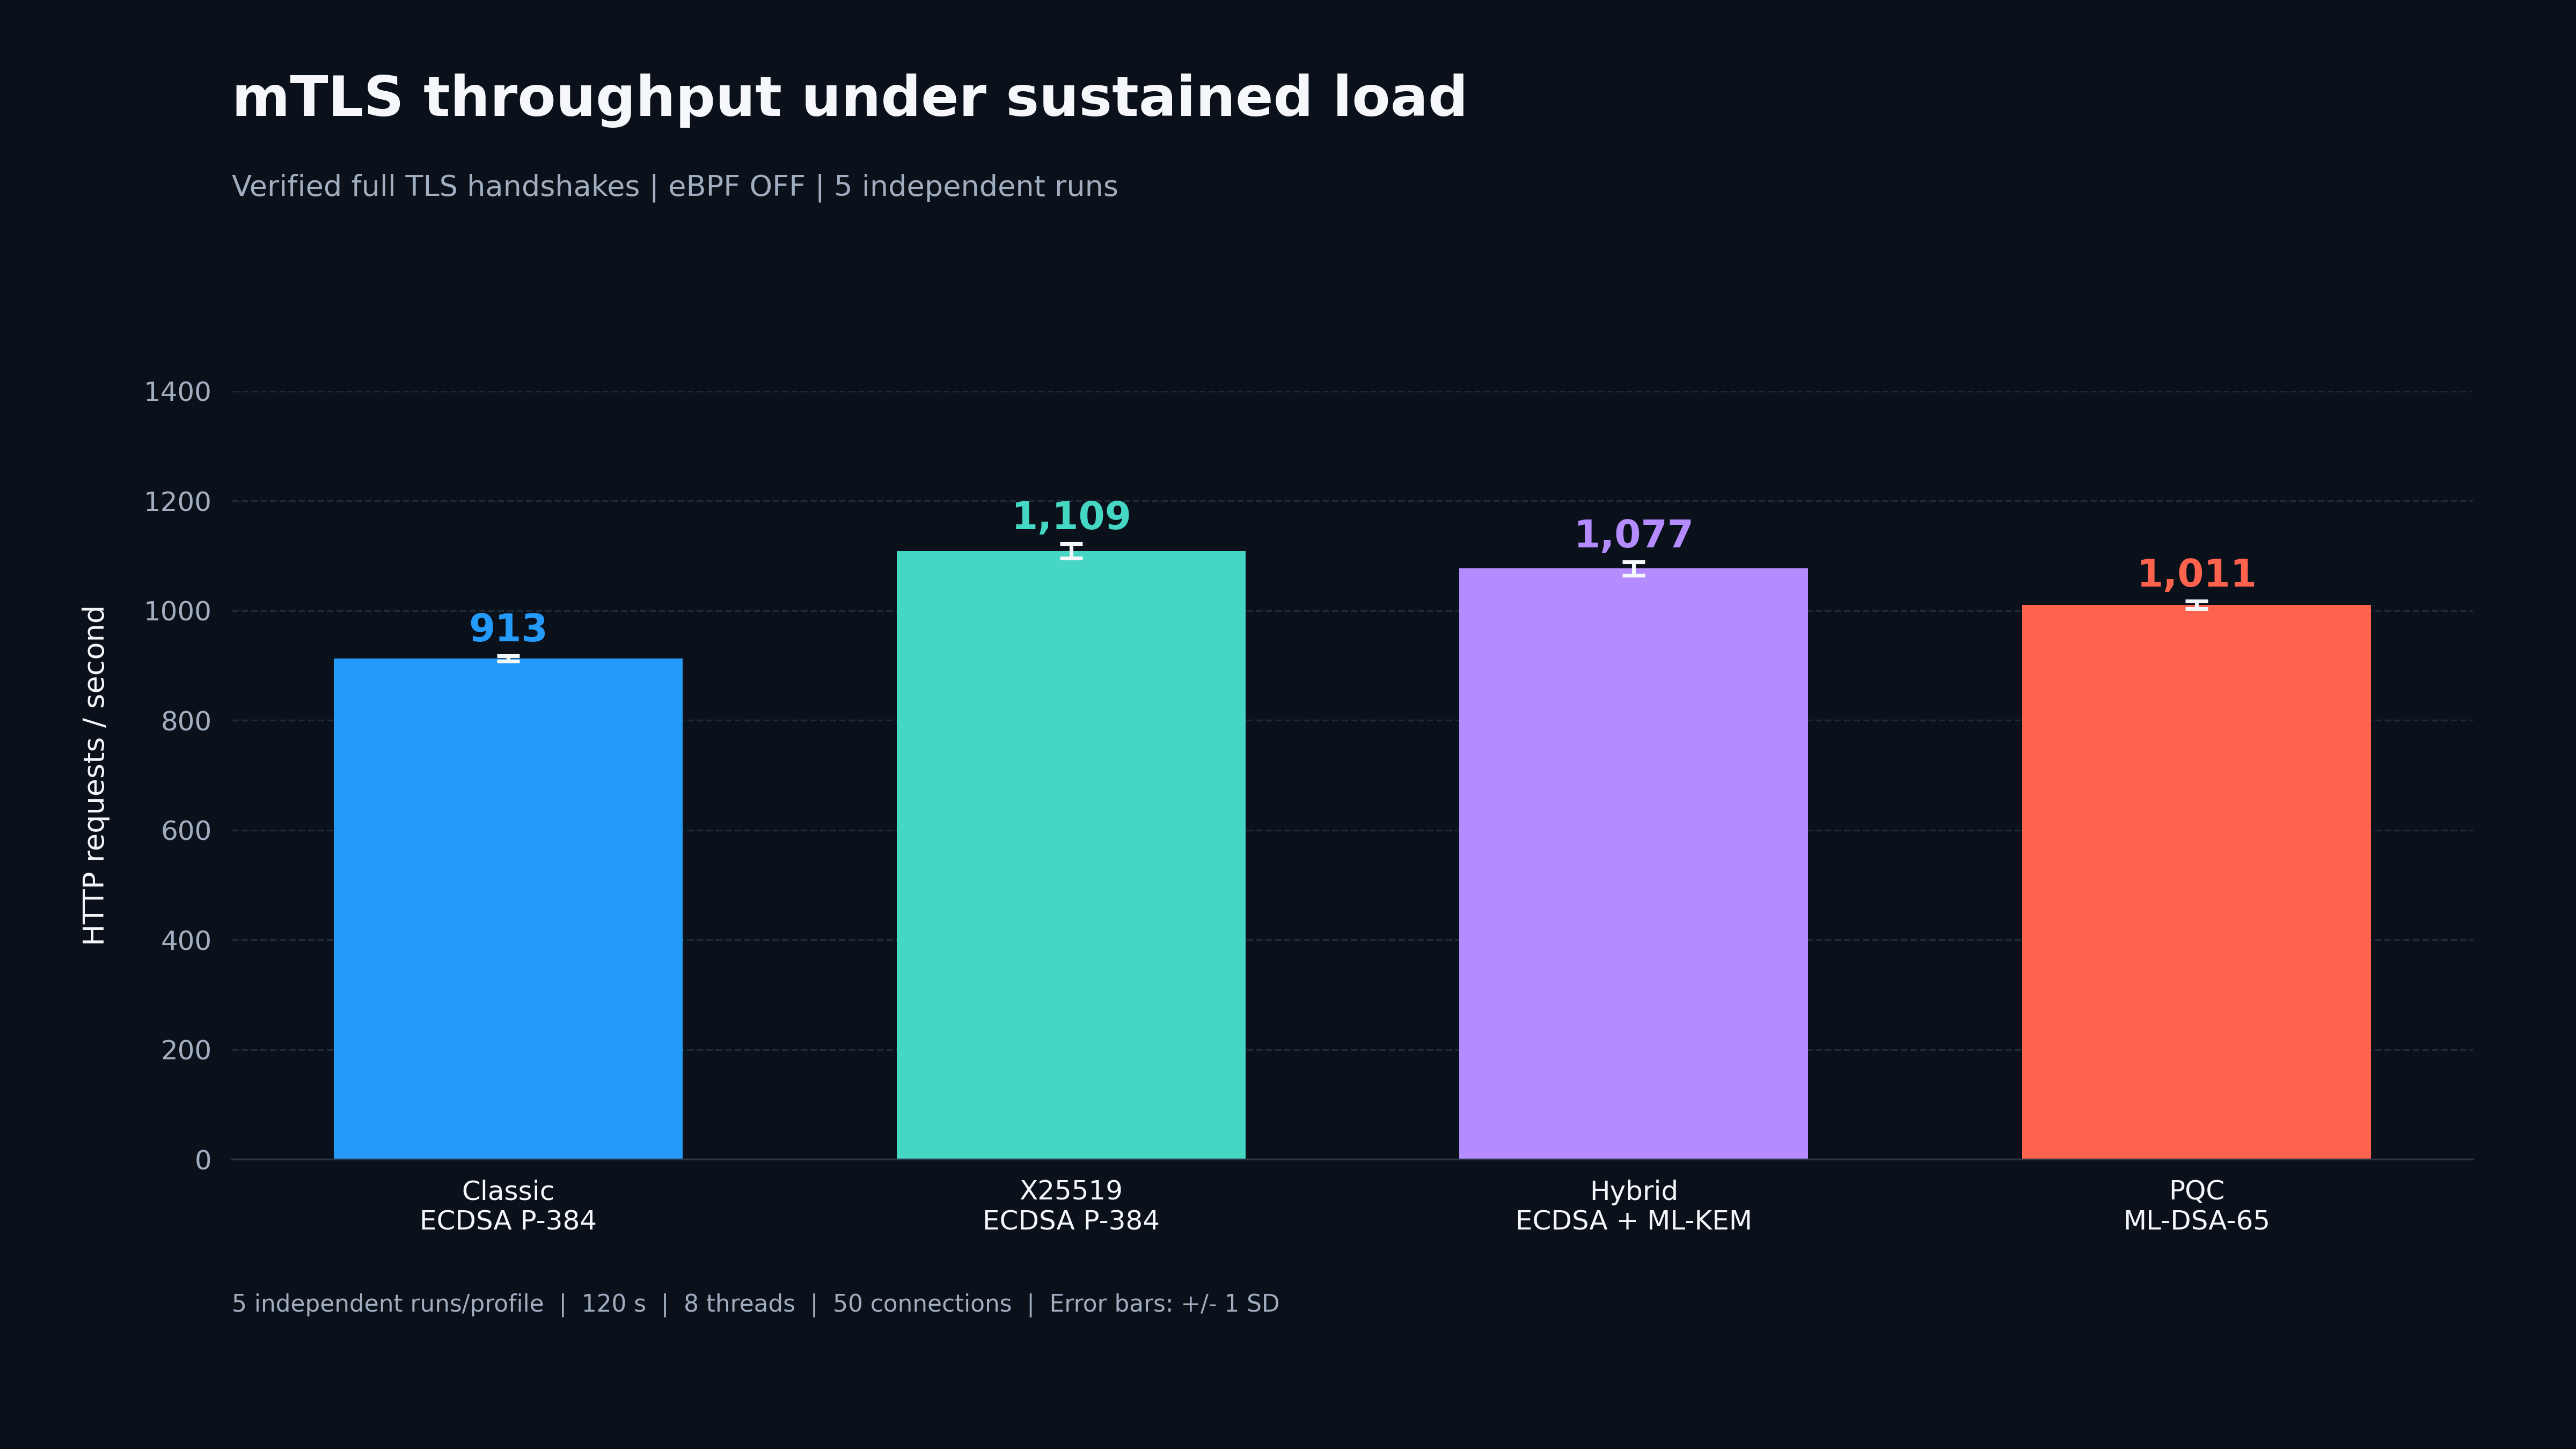 mTLS throughput under sustained load
Verified full TLS handshakes | eBPF OFF | 5 independent runs
HTTP requests / second
1400
1200
1000
800
600
400
200
0
913
1,109
1,077
1,011
Classic
ECDSA P-384
X25519
ECDSA P-384
Hybrid
ECDSA + ML-KEM
PQC
ML-DSA-65
5 independent runs/profile | 120 s | 8 threads | 50 connections | Error bars: +/- 1 SD